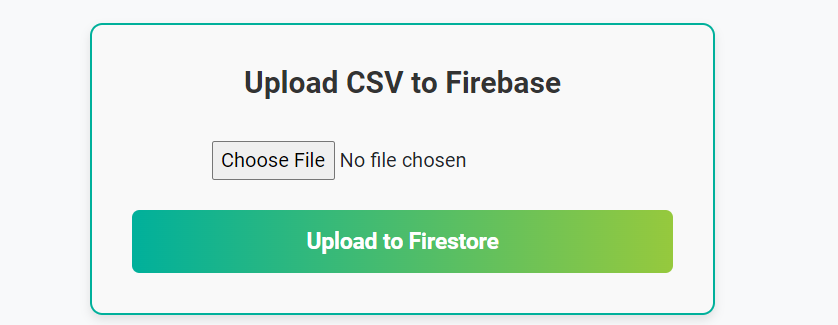 Upload CSV to Firebase
Choose File No file chosen
Upload to Firestore